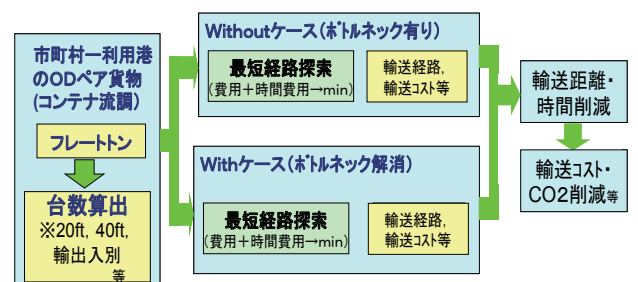 市町村ー利用港
のODペア貨物
(コンテナ流調)
フレートトン
台数算出
※20ft, 40ft,
輸出入別
等
Withoutケース(ボトルネック有り)
最短経路探索
(費用＋時間費用→min)
輸送経路,
輸送コスト等
Withケース(ボトルネック解消)
最短経路探索
(費用＋時間費用→min)
輸送経路,
輸送コスト等
輸送距離・
時間削減
輸送コスト・
CO2削減等